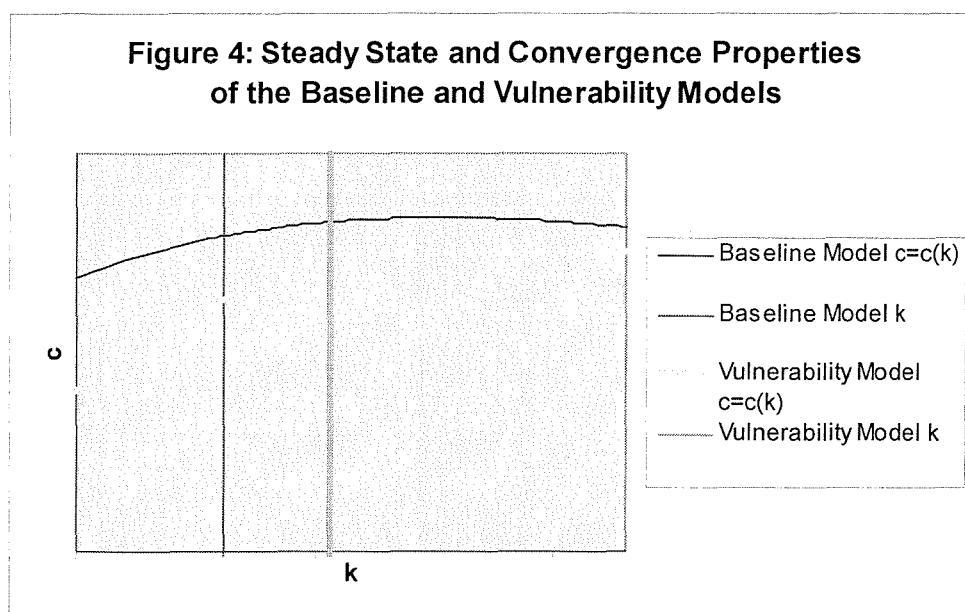 Figure 4: Steady State and Convergence Properties
of the Baseline and Vulnerability Models
c
k
Baseline Model c=c(k)
Baseline Model k
Vulnerability Model
c=c(k)
Vulnerability Model k